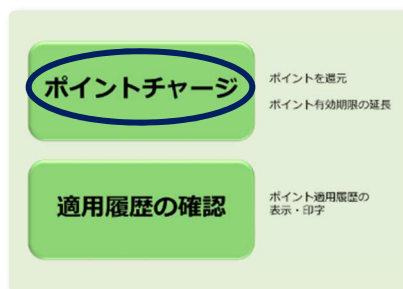 ポイントチャージ
ポイントを還元
ポイント有効期限の延長
適用履歴の確認
ポイント適用履歴の
表示・印字